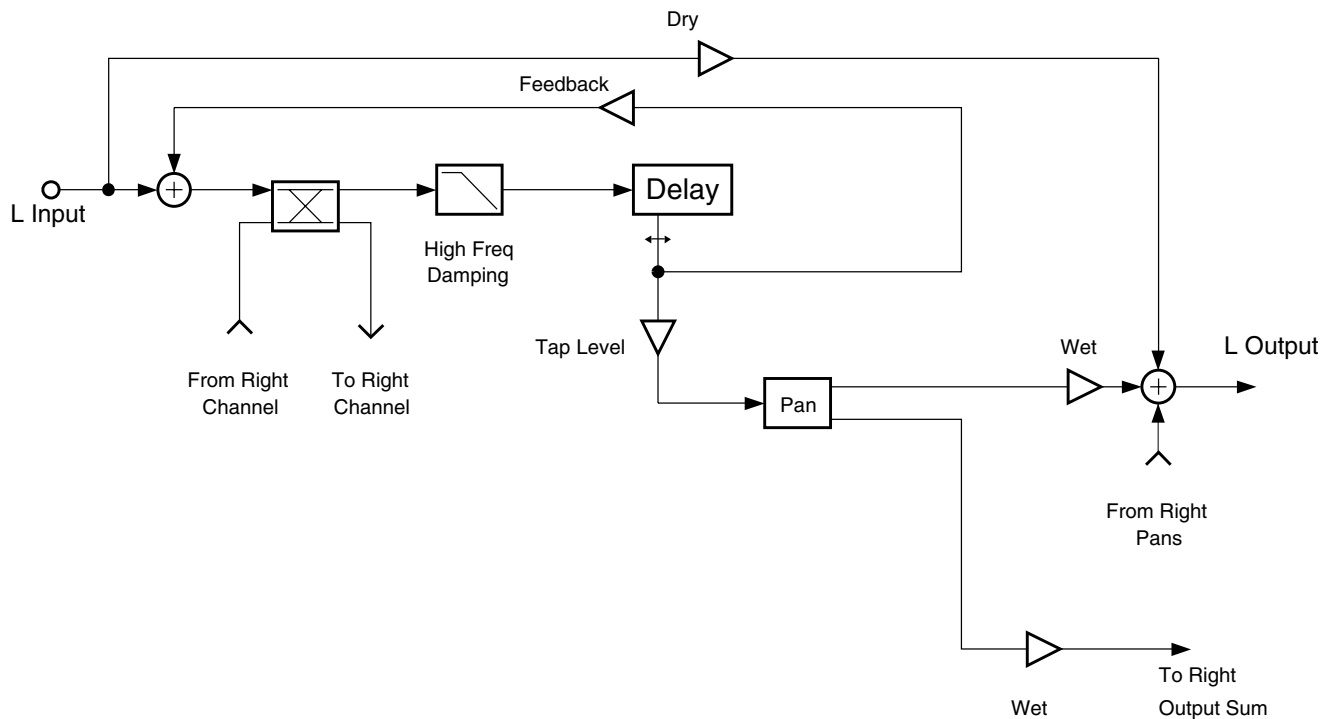 Dry
Feedback
L Input
Delay
High Freq
Damping
Tap Level
From Right
Channel
To Right
Channel
Pan
Wet
L Output
From Right
Pans
Wet
To Right
Output Sum